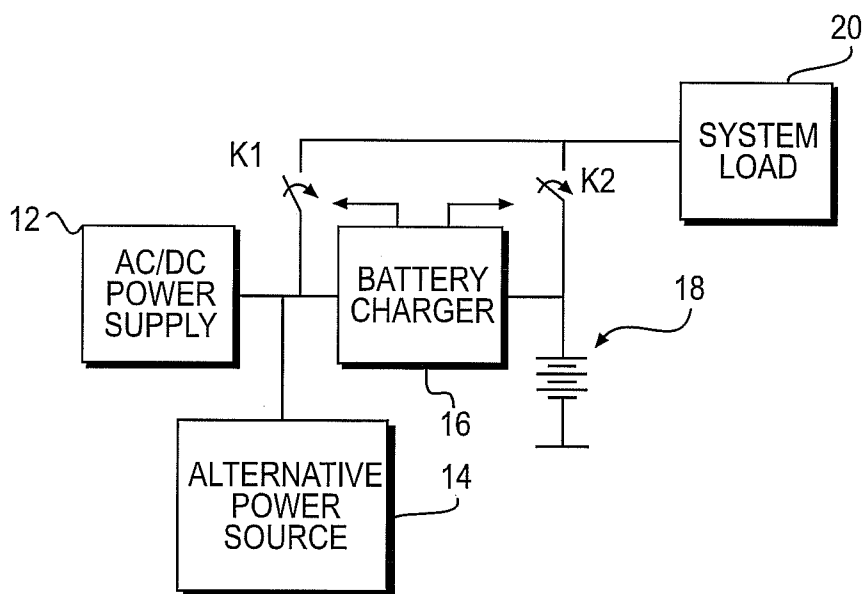 20
SYSTEM
LOAD
K1
K2
12
AC/DC
POWER
SUPPLY
BATTERY
CHARGER
18
16
ALTERNATIVE
POWER
SOURCE
14